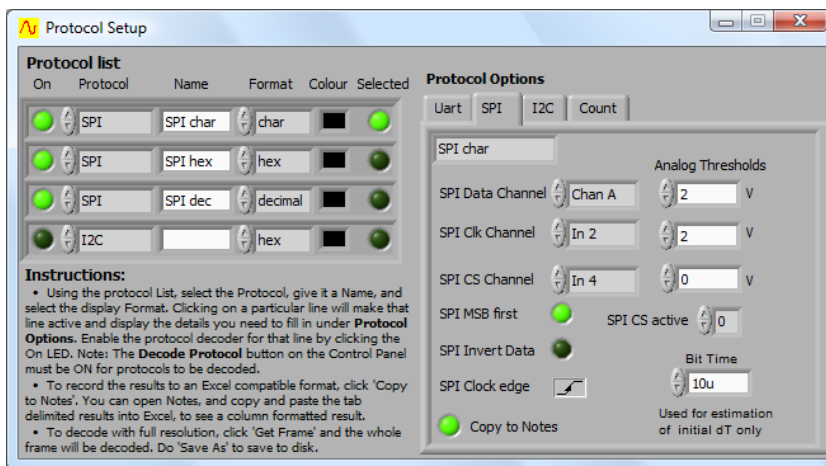 Protocol Setup
Protocol list
On Protocol Name Format Colour Selected
SPI SPI char char
SPI SPI hex hex
SPI SPI dec decimal
I2C hex
Instructions:
• Using the protocol List, select the Protocol, give it a Name, and
select the display Format. Clicking on a particular line will make that
line active and display the details you need to fill in under Protocol
Options. Enable the protocol decoder for that line by clicking the
On LED. Note: The Decode Protocol button on the Control Panel
must be ON for protocols to be decoded.
• To record the results to an Excel compatible format, click 'Copy
to Notes'. You can open Notes, and copy and paste the tab
delimited results into Excel, to see a column formatted result.
• To decode with full resolution, click 'Get Frame' and the whole
frame will be decoded. Do 'Save As' to save to disk.
Protocol Options
Uart SPI I2C Count
SPI char
Analog Thresholds
SPI Data Channel Chan A 2 V
SPI Clk Channel In 2 2 V
SPI CS Channel In 4 0 V
SPI MSB first SPI CS active 0
SPI Invert Data
Bit Time
SPI Clock edge 10u
Copy to Notes
Used for estimation
of initial dT only